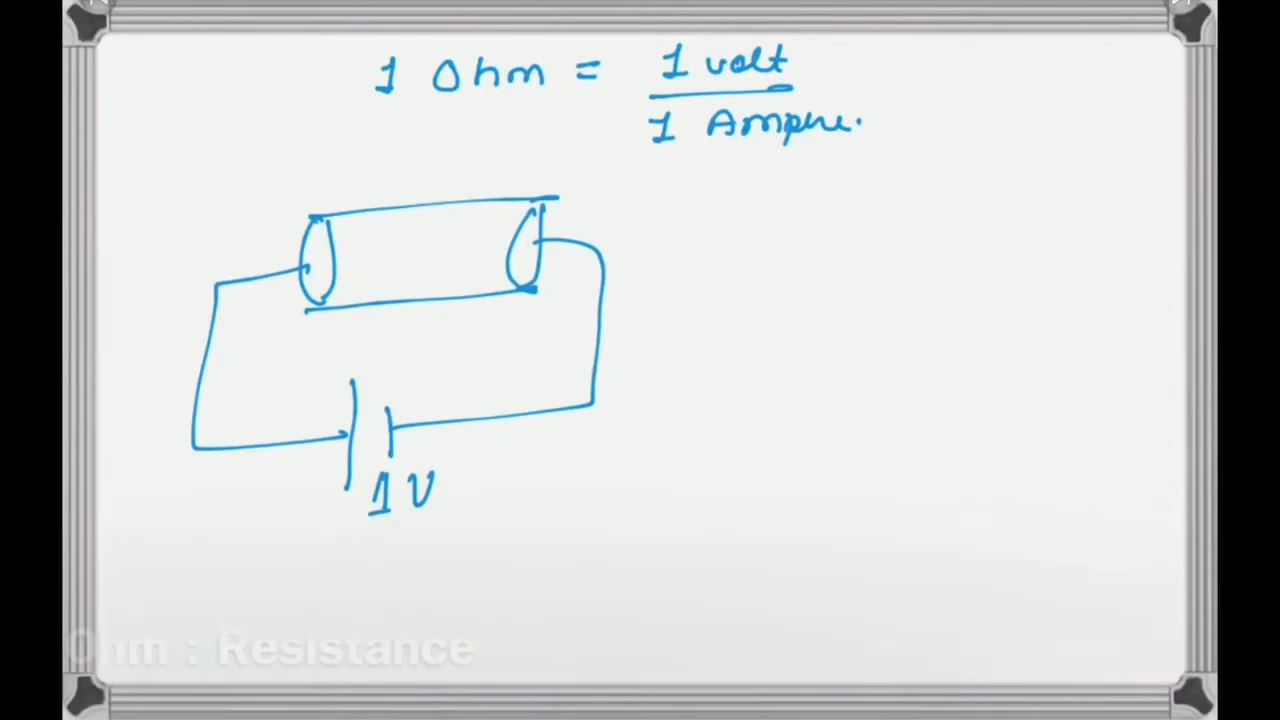 1 Ohm = 1 volt
1 Ampere.
1V
Ohm : Resistance